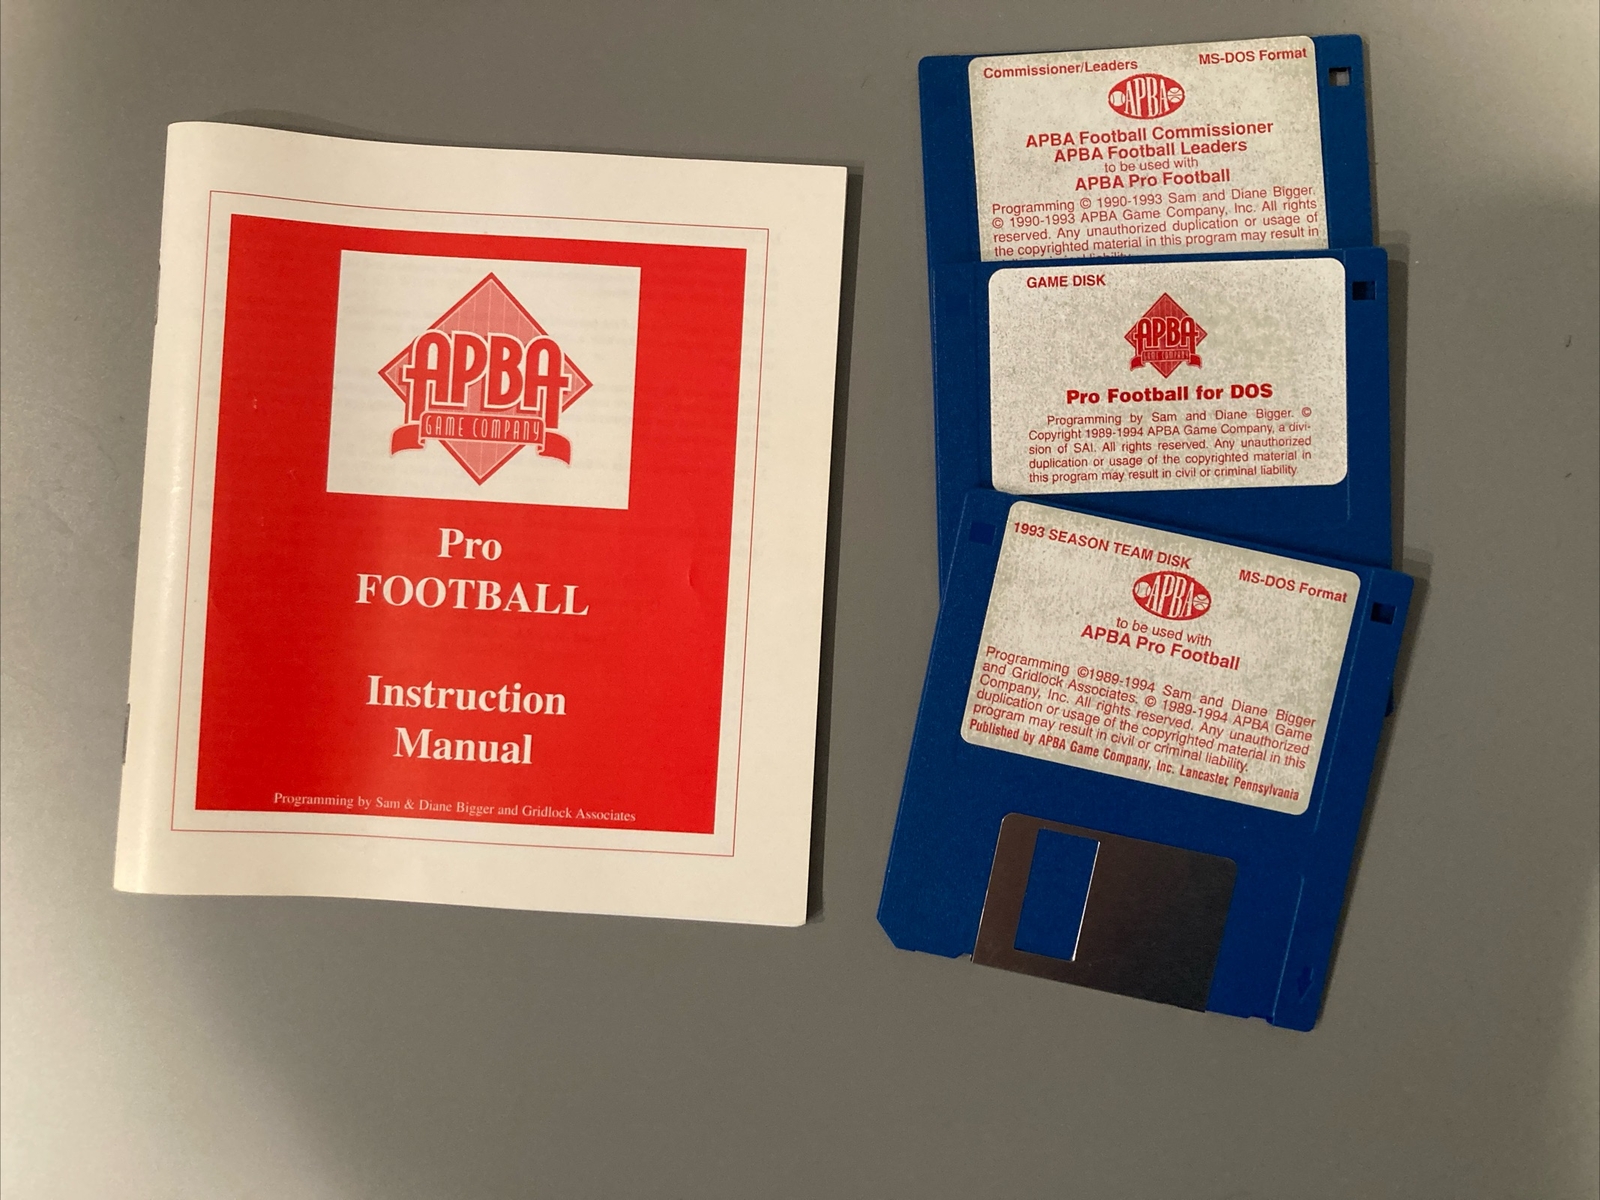 APBA
GAME COMPANY
Pro
FOOTBALL
Instruction
Manual
Programming by Sam & Diane Bigger and Gridlock Associates
Commissioner/Leaders
MS-DOS Format
APBA
APBA Football Commissioner
APBA Football Leaders
to be used with
APBA Pro Football
Programming © 1990-1993 Sam and Diane Bigger.
© 1990-1993 APBA Game Company, Inc. All rights
reserved. Any unauthorized duplication or usage of
the copyrighted material in this program may result in
GAME DISK
APBA
GAME COMPANY
Pro Football for DOS
Programming by Sam and Diane Bigger. ©
Copyright 1989-1994 APBA Game Company, a divi-
sion of SAI. All rights reserved. Any unauthorized
duplication or usage of the copyrighted material in
this program may result in civil or criminal liability
1993 SEASON TEAM DISK
MS-DOS Format
APBA
to be used with
APBA Pro Football
Programming ©1989-1994 Sam and Diane Bigger
and Gridlock Associates. © 1989-1994 APBA Game
Company, Inc. All rights reserved. Any unauthorized
duplication or usage of the copyrighted material in this
program may result in civil or criminal liability.
Published by APBA Game Company, Inc. Lancaster Pennsylvania